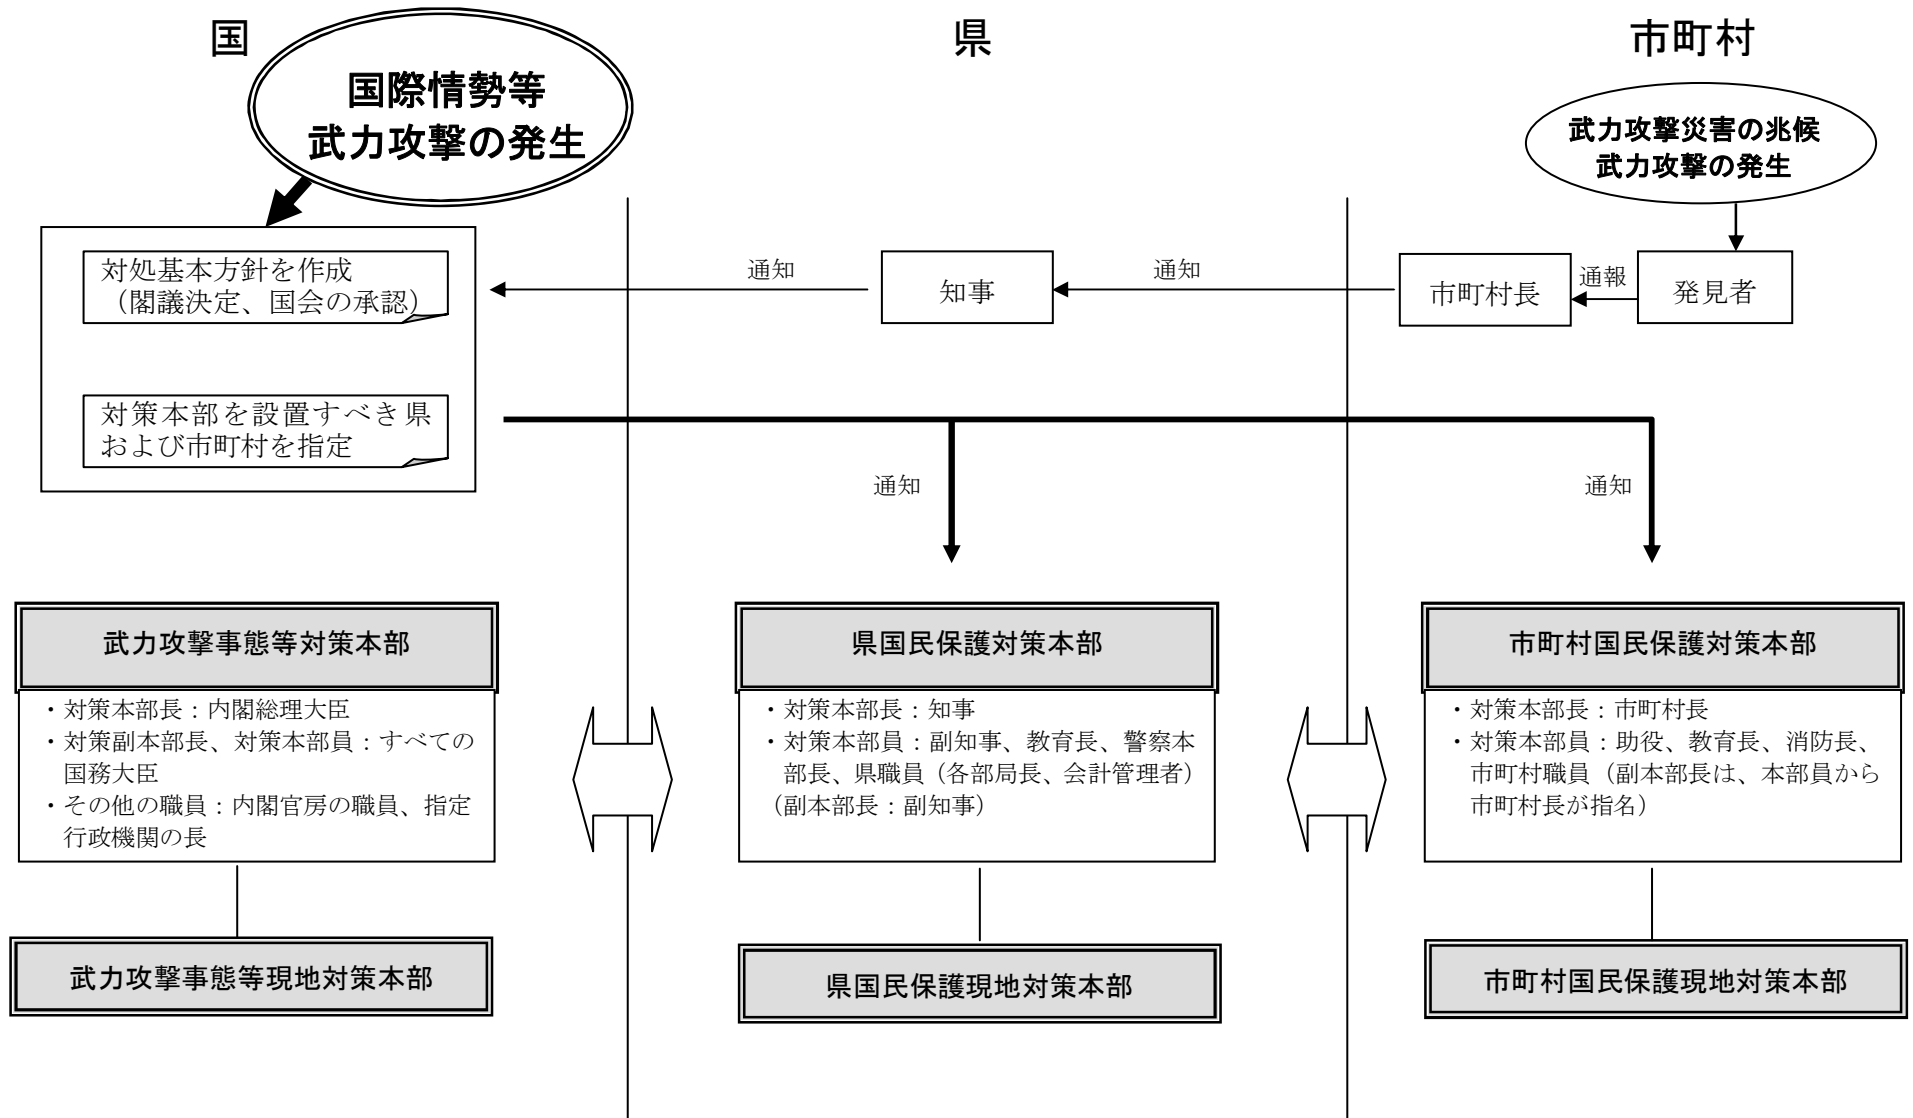 国
県
市町村
国際情勢等
武力攻撃の発生
武力攻撃災害の兆候
武力攻撃の発生
対処基本方針を作成
（閣議決定、国会の承認）
通知
知事
通知
市町村長
通報
発見者
対策本部を設置すべき県
および市町村を指定
通知
通知
武力攻撃事態等対策本部
・対策本部長：内閣総理大臣
・対策副本部長、対策本部員：すべての
国務大臣
・その他の職員：内閣官房の職員、指定
行政機関の長
武力攻撃事態等現地対策本部
県国民保護対策本部
・対策本部長：知事
・対策本部員：副知事、教育長、警察本
部長、県職員（各部局長、会計管理者）
（副本部長：副知事）
県国民保護現地対策本部
市町村国民保護対策本部
・対策本部長：市町村長
・対策本部員：助役、教育長、消防長、
市町村職員（副本部長は、本部員から
市町村長が指名）
市町村国民保護現地対策本部